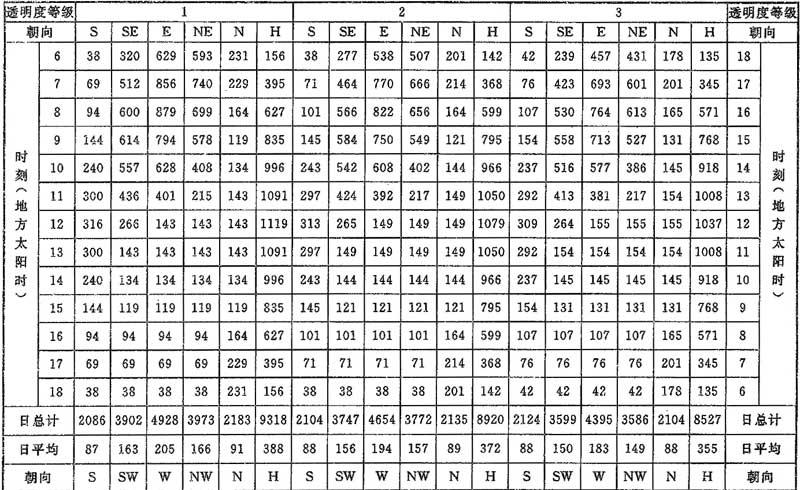 透明度等级 1 2 3 透明度等级
朝向 S SE E NE N H S SE E NE N H S SE E NE N H 朝向
时刻(地方太阳时) 时刻(地方太阳时)
6 38 320 629 593 231 156 38 277 538 507 201 142 42 239 457 431 178 135 18
7 69 512 856 740 229 395 71 464 770 666 214 368 76 423 693 601 201 345 17
8 94 600 879 699 164 627 101 566 822 656 164 599 107 530 764 613 165 571 16
9 144 614 794 578 119 835 145 584 750 549 121 795 154 558 713 527 131 768 15
10 240 557 628 408 134 996 243 542 608 402 144 966 237 516 577 386 145 918 14
11 300 436 401 215 143 1091 297 424 392 217 149 1050 292 413 381 217 154 1008 13
12 316 266 143 143 143 1119 313 265 149 149 149 1079 309 264 155 155 155 1037 12
13 300 143 143 143 143 1091 297 149 149 149 149 1050 292 154 154 154 154 1008 11
14 240 134 134 134 134 996 243 144 144 144 144 966 237 145 145 145 145 918 10
15 144 119 119 119 119 835 145 121 121 121 121 795 154 131 131 131 131 768 9
16 94 94 94 94 164 627 101 101 101 101 164 599 107 107 107 107 165 571 8
17 69 69 69 69 229 395 71 71 71 71 214 368 76 76 76 76 201 345 7
18 38 38 38 38 231 156 38 38 38 38 201 142 42 42 42 42 178 135 6
日总计 2086 3902 4928 3973 2183 9318 2104 3747 4654 3772 2135 8920 2124 3599 4395 3586 2104 8527 日总计
日平均 87 163 205 166 91 388 88 156 194 157 89 372 88 150 183 149 88 355 日平均
朝向 S SW W NW N H S SW W NW N H S SW W NW N H 朝向